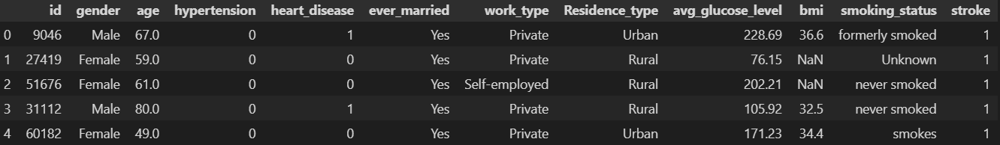 id gender age hypertension heart_disease ever_married work_type Residence_type avg_glucose_level bmi smoking_status stroke
0 9046 Male 67.0 0 1 Yes Private Urban 228.69 36.6 formerly smoked 1
1 27419 Female 59.0 0 0 Yes Private Rural 76.15 NaN Unknown 1
2 51676 Female 61.0 0 0 Yes Self-employed Rural 202.21 NaN never smoked 1
3 31112 Male 80.0 0 1 Yes Private Rural 105.92 32.5 never smoked 1
4 60182 Female 49.0 0 0 Yes Private Urban 171.23 34.4 smokes 1